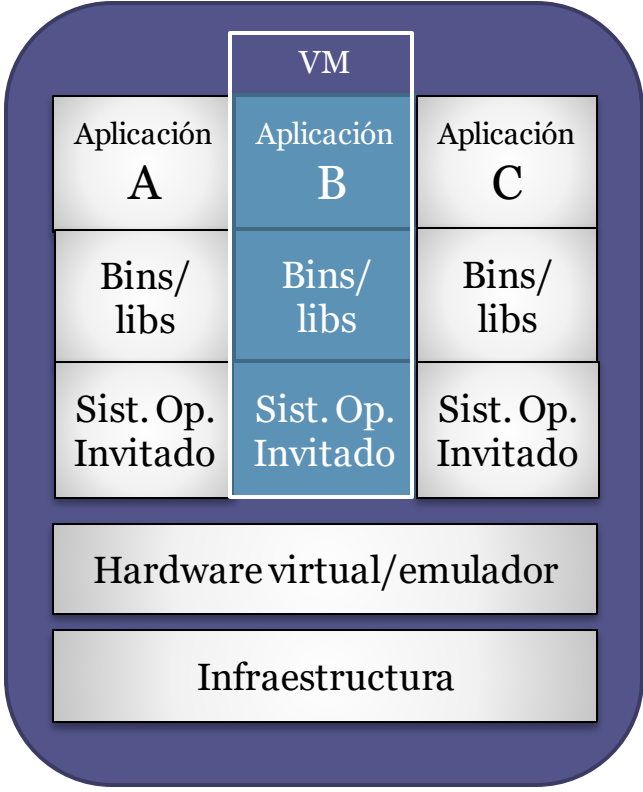 VM
Aplicación
A
Aplicación
B
Aplicación
C
Bins/
libs
Bins/
libs
Bins/
libs
Sist. Op.
Invitado
Sist. Op.
Invitado
Sist. Op.
Invitado
Hardware virtual/emulador
Infraestructura